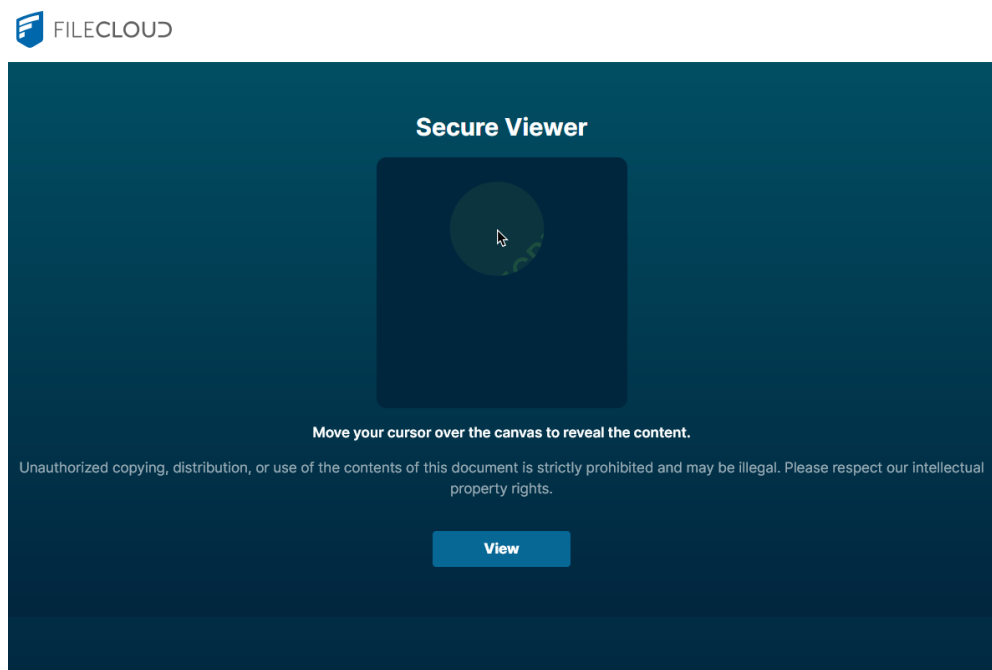 FILECLOUD
Secure Viewer
Move your cursor over the canvas to reveal the content.
Unauthorized copying, distribution, or use of the contents of this document is strictly prohibited and may be illegal. Please respect our intellectual
property rights.
View